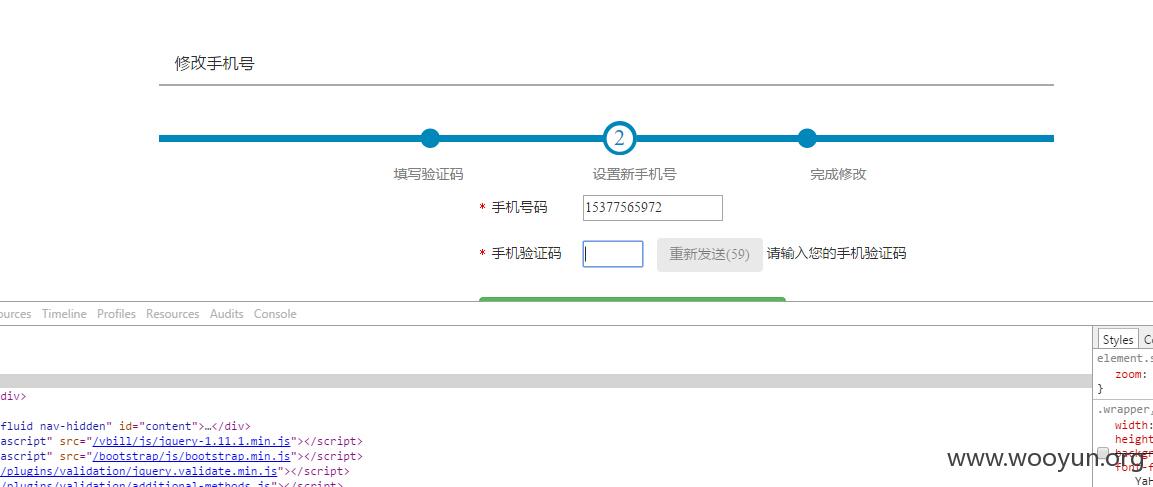 修改手机号
2
填写验证码
设置新手机号
完成修改
* 手机号码 15377565972
* 手机验证码 重新发送(59) 请输入您的手机验证码
ources Timeline Profiles Resources Audits Console
Styles
element.s
zoom:
}
div>
.wrapper,
fluid nav-hidden" id="content">…</div>
width:
ascript" src="/vbill/js/jquery-1.11.1.min.js"></script>
height
ascript" src="/bootstrap/js/bootstrap.min.js"></script>
backgr
www.wooyun.org
/plugins/validation/jquery.validate.min.js"></script>
font-f
YaH
/plugins/validation/additional-methods.js"></script>